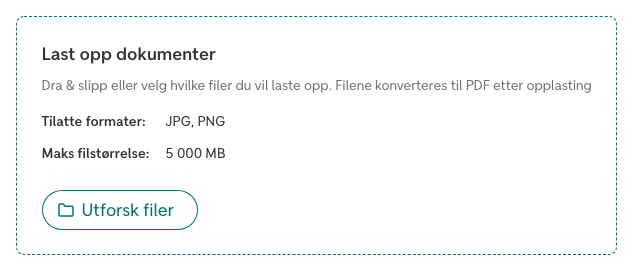 Last opp dokumenter
Dra & slipp eller velg hvilke filer du vil laste opp. Filene konverteres til PDF etter opplasting
Tilatte formater: JPG, PNG
Maks filstørrelse: 5 000 MB
Utforsk filer